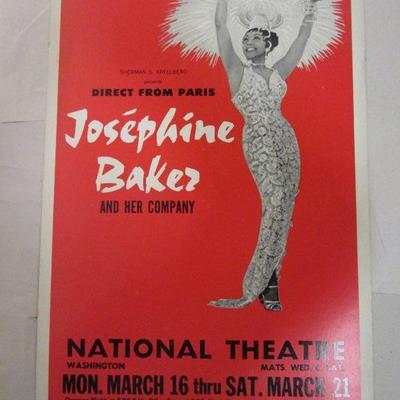 SHERMAN S. KRELLBERG
presents
DIRECT FROM PARIS
Joséphine
Baker
AND HER COMPANY
NATIONAL THEATRE
WASHINGTON MATS. WED. & SAT.
MON. MARCH 16 thru SAT. MARCH 21